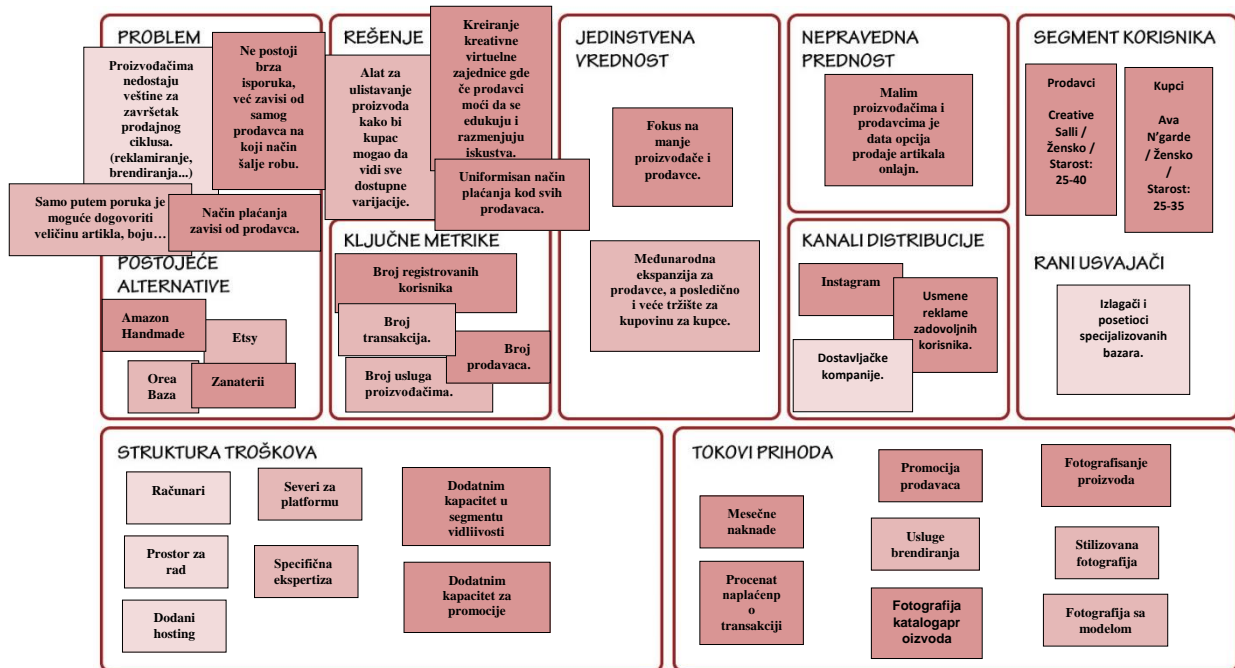 PROBLEM
Proizvođačima
nedostaju
veštine za
završetak
prodajnog
ciklusa.
(reklamiranje,
brendiranja...)
Ne postoji
brza
isporuka,
već zavisi od
samog
prodavca na
koji način
šalje robu.
Samo putem poruka je
moguće dogovoriti
veličinu artikla, boju…
Način plaćanja
zavisi od prodavca.
POSTOJEĆE
ALTERNATIVE
Amazon
Handmade
Etsy
Orea
Baza
Zanaterii
REŠENJE
Alat za
ulistavanje
proizvoda
kako bi
kupac
mogao da
vidi sve
dostupne
varijacije.
Kreiranje
kreativne
virtuelne
zajednice gde
če prodavci
moći da se
edukuju i
razmenjuju
iskustva.
Uniformisan način
plaćanja kod svih
prodavaca.
KLJUČNE METRIKE
Broj registrovanih
korisnika
Broj
transakcija.
Broj
prodavaca.
Broj usluga
proizvođačima.
JEDINSTVENA
VREDNOST
Fokus na
manje
proizvođače i
prodavce.
Međunarodna
ekspanzija za
prodavce, a posledično
i veće tržište za
kupovinu za kupce.
NEPRAVEDNA
PREDNOST
Malim
proizvođačima i
prodavcima je
data opcija
prodaje artikala
onlajn.
KANALI DISTRIBUCIJE
Instagram
Usmene
reklame
zadovoljnih
korisnika.
Dostavljačke
kompanije.
SEGMENT KORISNIKA
Prodavci
Creative
Salli /
Žensko /
Starost:
25-40
Kupci
Ava
N’garde
/ Žensko
/
Starost:
25-35
RANI USVAJAČI
Izlagači i
posetioci
specijalizovanih
bazara.
STRUKTURA TROŠKOVA
Računari
Prostor za
rad
Dodani
hosting
Severi za
platformu
Specifična
ekspertiza
Dodatnim
kapacitet u
segmentu
vidliivosti
Dodatnim
kapacitet za
promocije
TOKOVI PRIHODA
Mesečne
naknade
Procenat
naplaćenp
o
transakciji
Promocija
prodavaca
Usluge
brendiranja
Fotografija
katalogapr
oizvoda
Fotografisanje
proizvoda
Stilizovana
fotografija
Fotografija sa
modelom